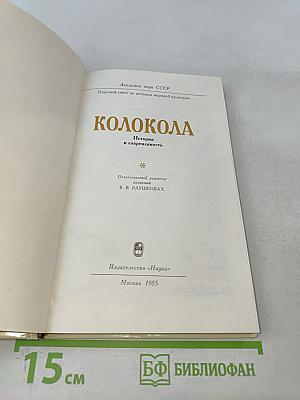 Академия наук СССР
Научный совет по истории мировой культуры
КОЛОКОЛА
История
и современность
Ответственный редактор
академик
Б. В. РАУШЕНБАХ
Издательство «Наука»
Москва 1985
15 см
БФ БИБЛИОФАН